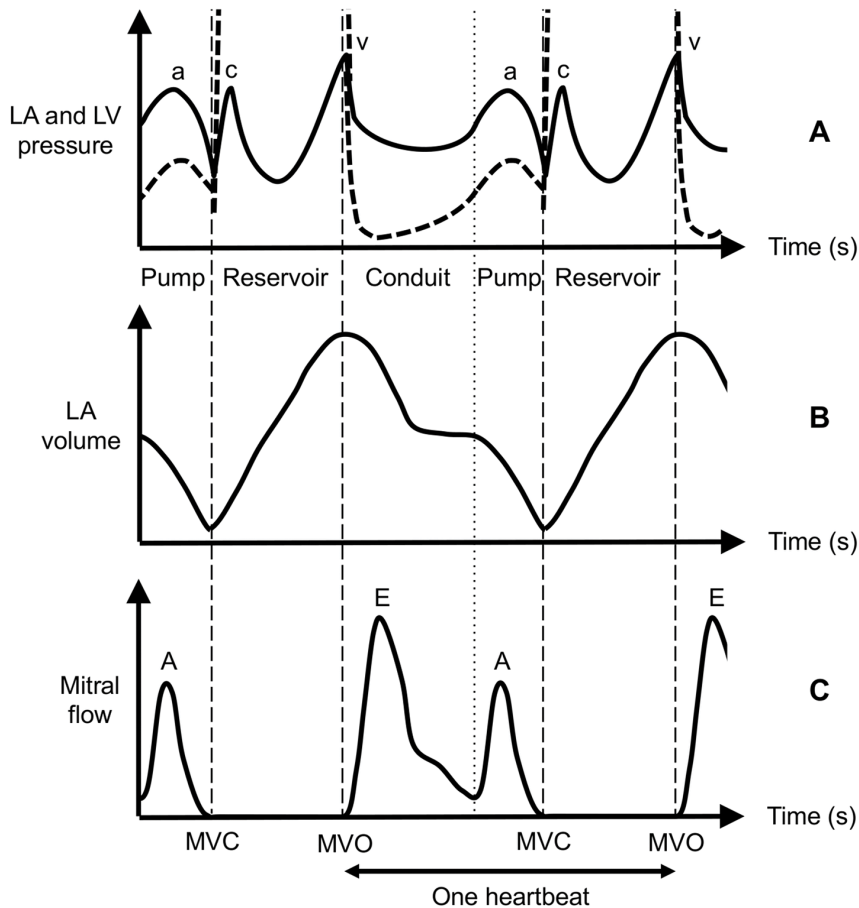 a
c
v
a
c
v
LA and LV
pressure
A
Time (s)
Pump
Reservoir
Conduit
Pump
Reservoir
LA
volume
B
Time (s)
E
E
A
A
Mitral
flow
C
Time (s)
MVC
MVO
MVC
MVO
One heartbeat